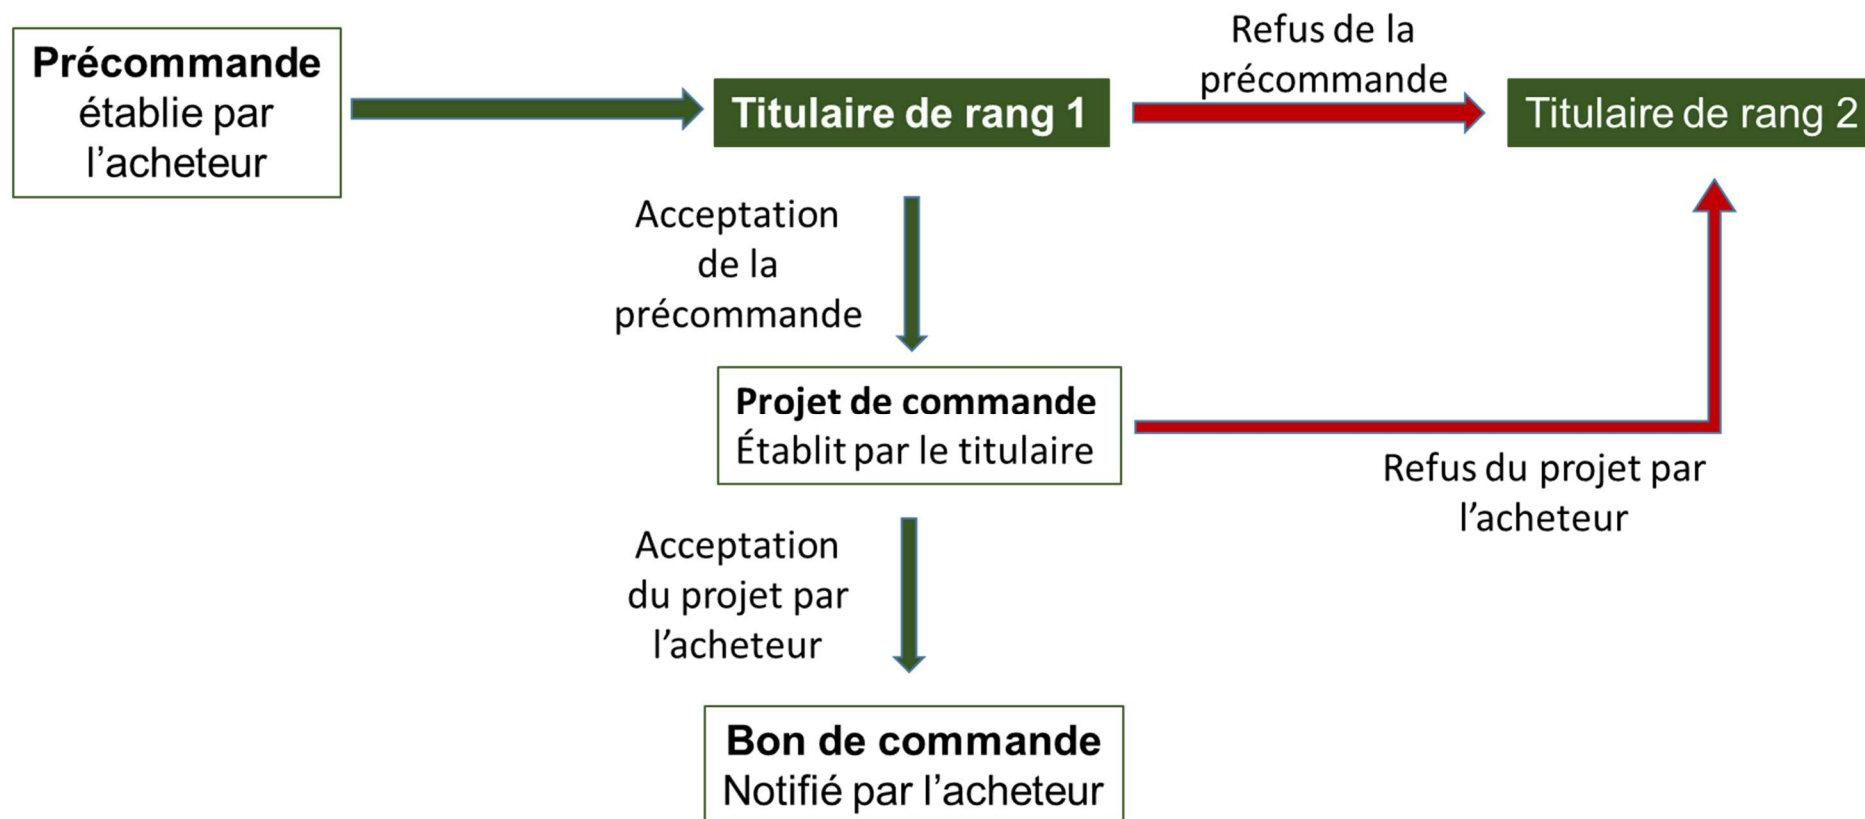 Précommande
établie par
l’acheteur
Titulaire de rang 1
Refus de la
précommande
Titulaire de rang 2
Acceptation
de la
précommande
Projet de commande
Établit par le titulaire
Refus du projet par
l’acheteur
Acceptation
du projet par
l’acheteur
Bon de commande
Notifié par l’acheteur